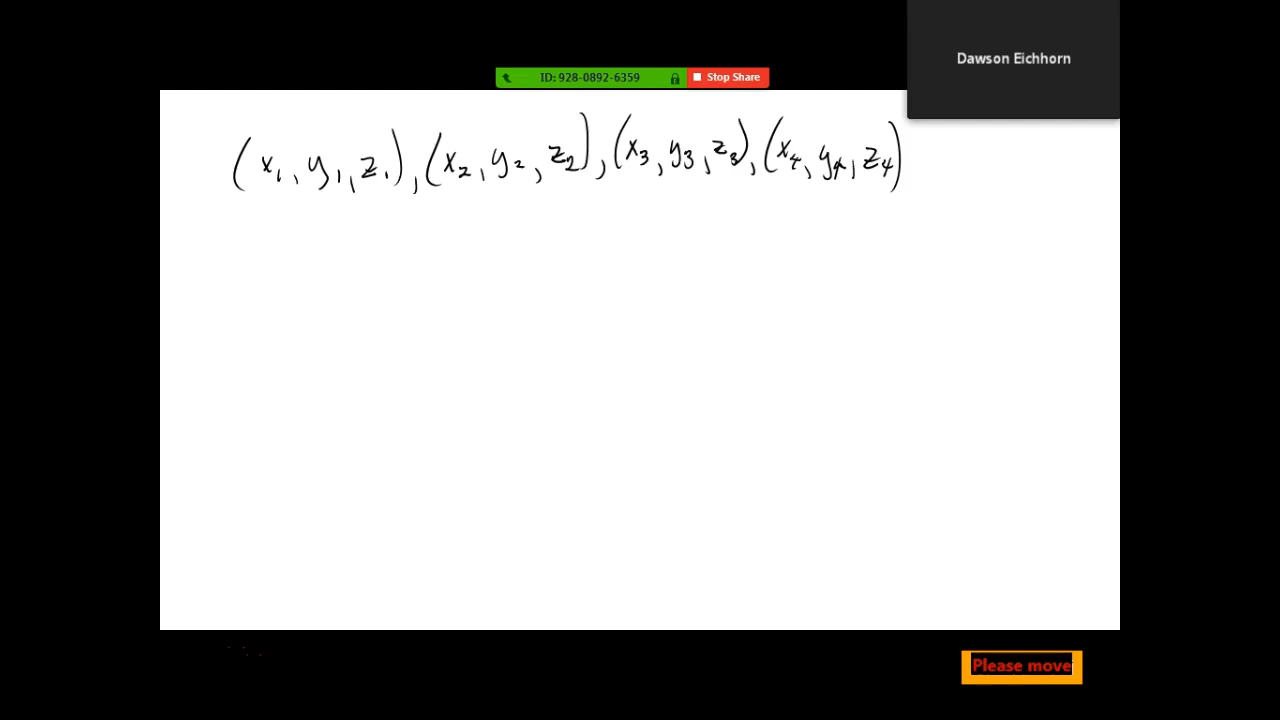 Dawson Eichhorn
ID: 928-0892-6359 Stop Share
(x₁, y₁, z₁), (x₂, y₂, z₂), (x₃, y₃, z₃), (x₄, y₄, z₄)
Please move